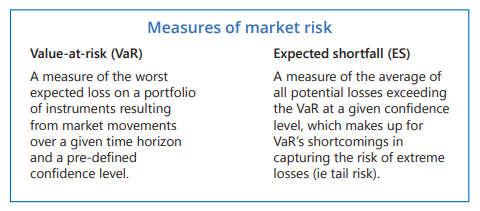 Measures of market risk
Value-at-risk (VaR)
A measure of the worst
expected loss on a portfolio
of instruments resulting
from market movements
over a given time horizon
and a pre-defined
confidence level.
Expected shortfall (ES)
A measure of the average of
all potential losses exceeding
the VaR at a given confidence
level, which makes up for
VaR's shortcomings in
capturing the risk of extreme
losses (ie tail risk).